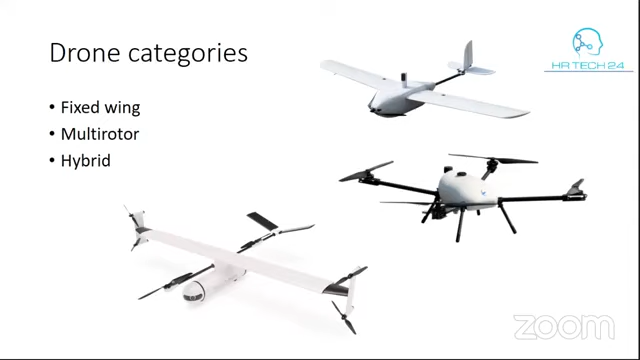 Drone categories
HR TECH 24
• Fixed wing
• Multirotor
• Hybrid
zoom